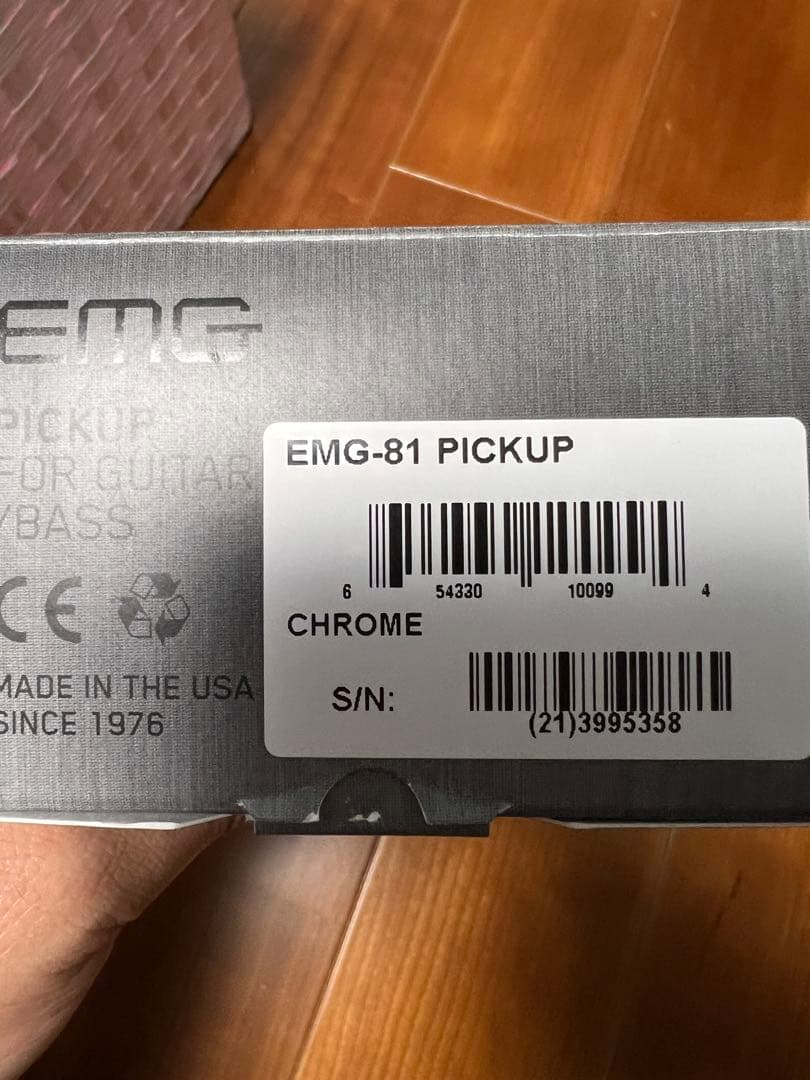 EMG
PICKUP
FOR GUITAR
/BASS
CE
MADE IN THE USA
SINCE 1976
EMG-81 PICKUP
6 54330 10099 4
CHROME
S/N:
(21)3995358